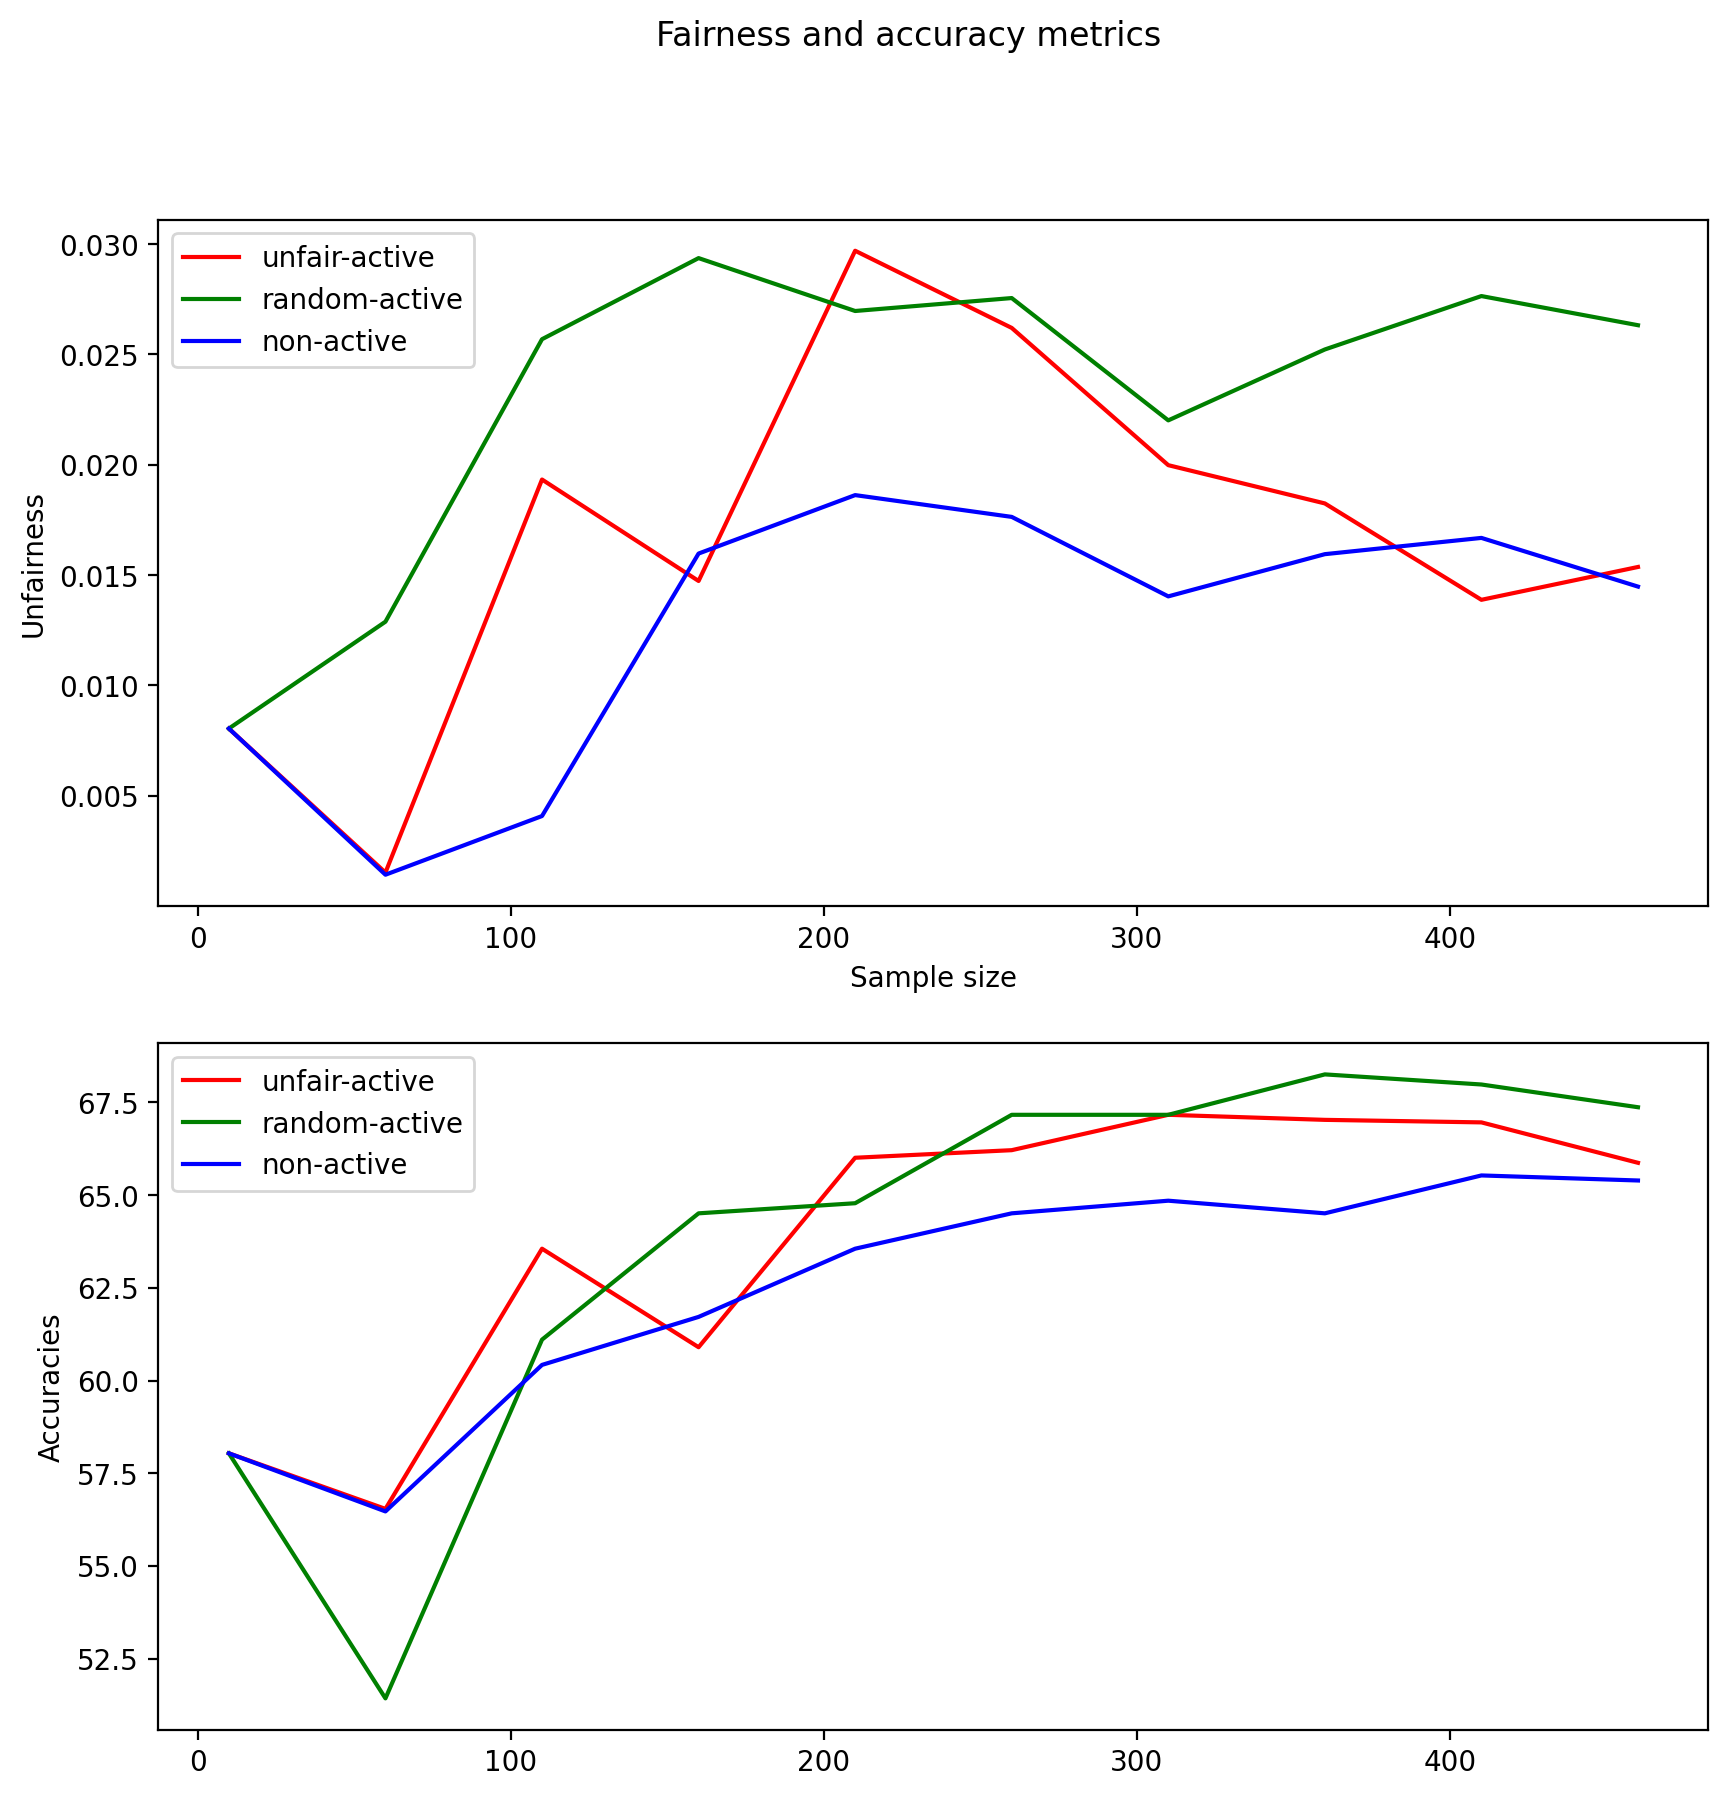 Fairness and accuracy metrics
unfair-active
random-active
non-active
0.030
0.025
0.020
0.015
0.010
0.005
Unfairness
0 100 200 300 400
Sample size
unfair-active
random-active
non-active
67.5
65.0
62.5
60.0
57.5
55.0
52.5
Accuracies
0 100 200 300 400